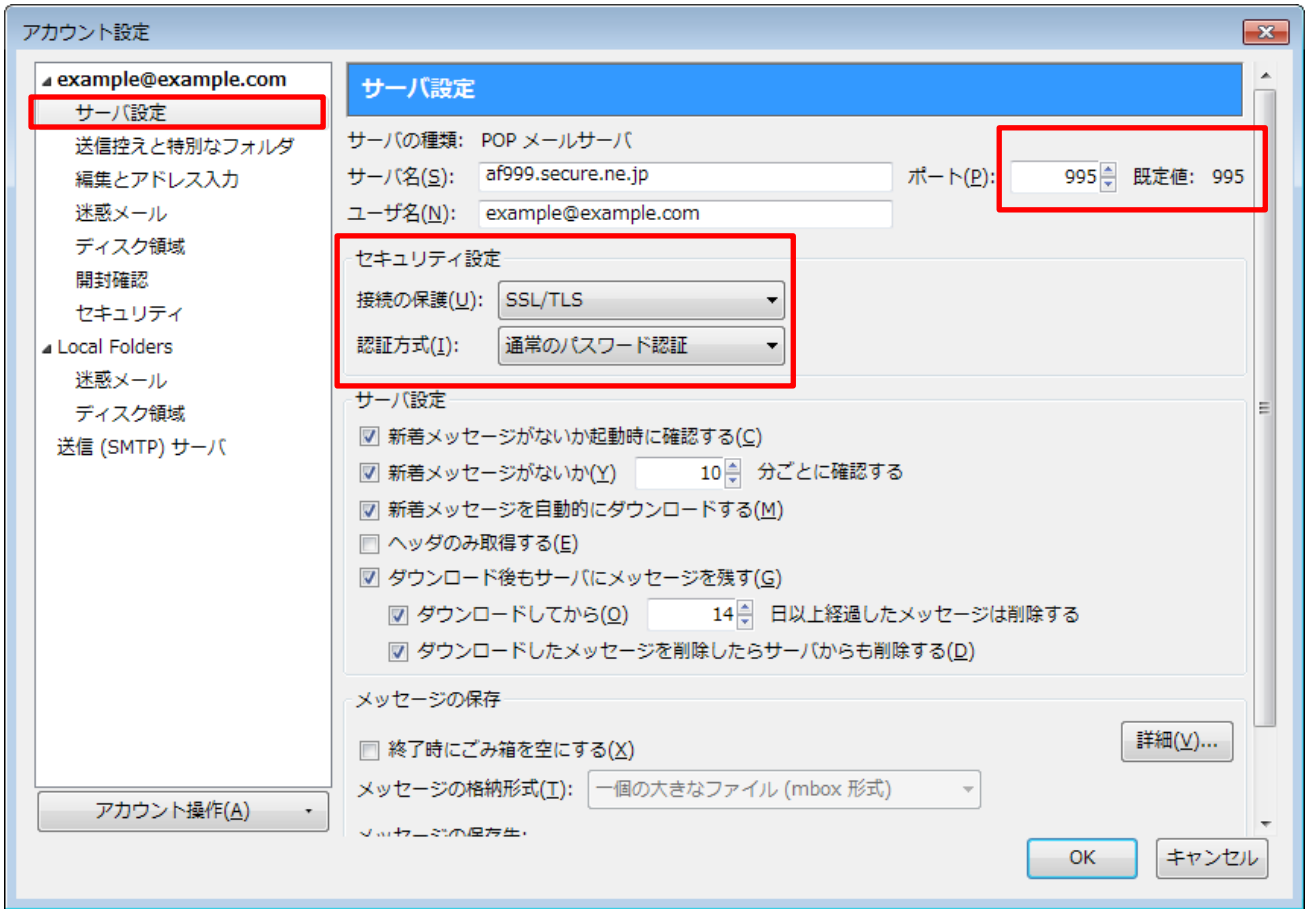 アカウント設定
example@example.com
サーバ設定
送信控えと特別なフォルダ
編集とアドレス入力
迷惑メール
ディスク領域
開封確認
セキュリティ
Local Folders
迷惑メール
ディスク領域
送信 (SMTP) サーバ
アカウント操作(A)
サーバ設定
サーバの種類: POP メールサーバ
サーバ名(S): af999.secure.ne.jp ポート(P): 995 既定値: 995
ユーザ名(N): example@example.com
セキュリティ設定
接続の保護(U): SSL/TLS
認証方式(I): 通常のパスワード認証
サーバ設定
新着メッセージがないか起動時に確認する(C)
新着メッセージがないか(Y) 10 分ごとに確認する
新着メッセージを自動的にダウンロードする(M)
ヘッダのみ取得する(E)
ダウンロード後もサーバにメッセージを残す(G)
ダウンロードしてから(O) 14 日以上経過したメッセージは削除する
ダウンロードしたメッセージを削除したらサーバからも削除する(D)
メッセージの保存
終了時にごみ箱を空にする(X) 詳細(V)...
メッセージの格納形式(T): 一個の大きなファイル (mbox 形式)
メッセージの保存先:
OK キャンセル